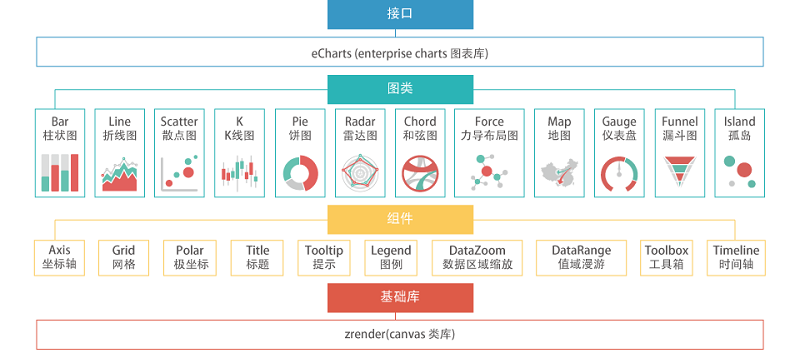 接口
eCharts (enterprise charts 图表库)
图类
Bar
柱状图
Line
折线图
Scatter
散点图
K
K线图
Pie
饼图
Radar
雷达图
Chord
和弦图
Force
力导布局图
Map
地图
Gauge
仪表盘
Funnel
漏斗图
Island
孤岛
组件
Axis
坐标轴
Grid
网格
Polar
极坐标
Title
标题
Tooltip
提示
Legend
图例
DataZoom
数据区域缩放
DataRange
值域漫游
Toolbox
工具箱
Timeline
时间轴
基础库
zrender(canvas 类库)